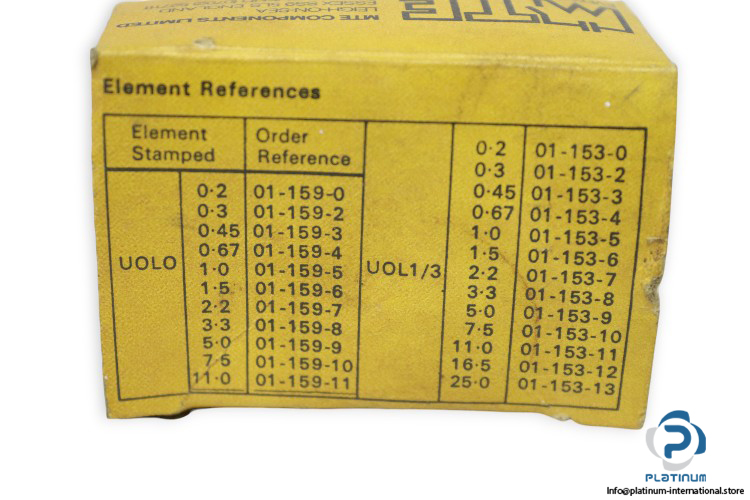 MTE COMPONENTS LIMITED
LEIGH-ON-SEA
ESSEX SS9 5LS ENGLAND
MTE
Element References
Element Stamped Order Reference
UOLO
0·2 01-159-0
0·3 01-159-2
0·45 01-159-3
0·67 01-159-4
1·0 01-159-5
1·5 01-159-6
2·2 01-159-7
3·3 01-159-8
5·0 01-159-9
7·5 01-159-10
11·0 01-159-11
UOL1/3
0·2 01-153-0
0·3 01-153-2
0·45 01-153-3
0·67 01-153-4
1·0 01-153-5
1·5 01-153-6
2·2 01-153-7
3·3 01-153-8
5·0 01-153-9
7·5 01-153-10
11·0 01-153-11
16·5 01-153-12
25·0 01-153-13
PLATINUM
Info@platinum-international.store